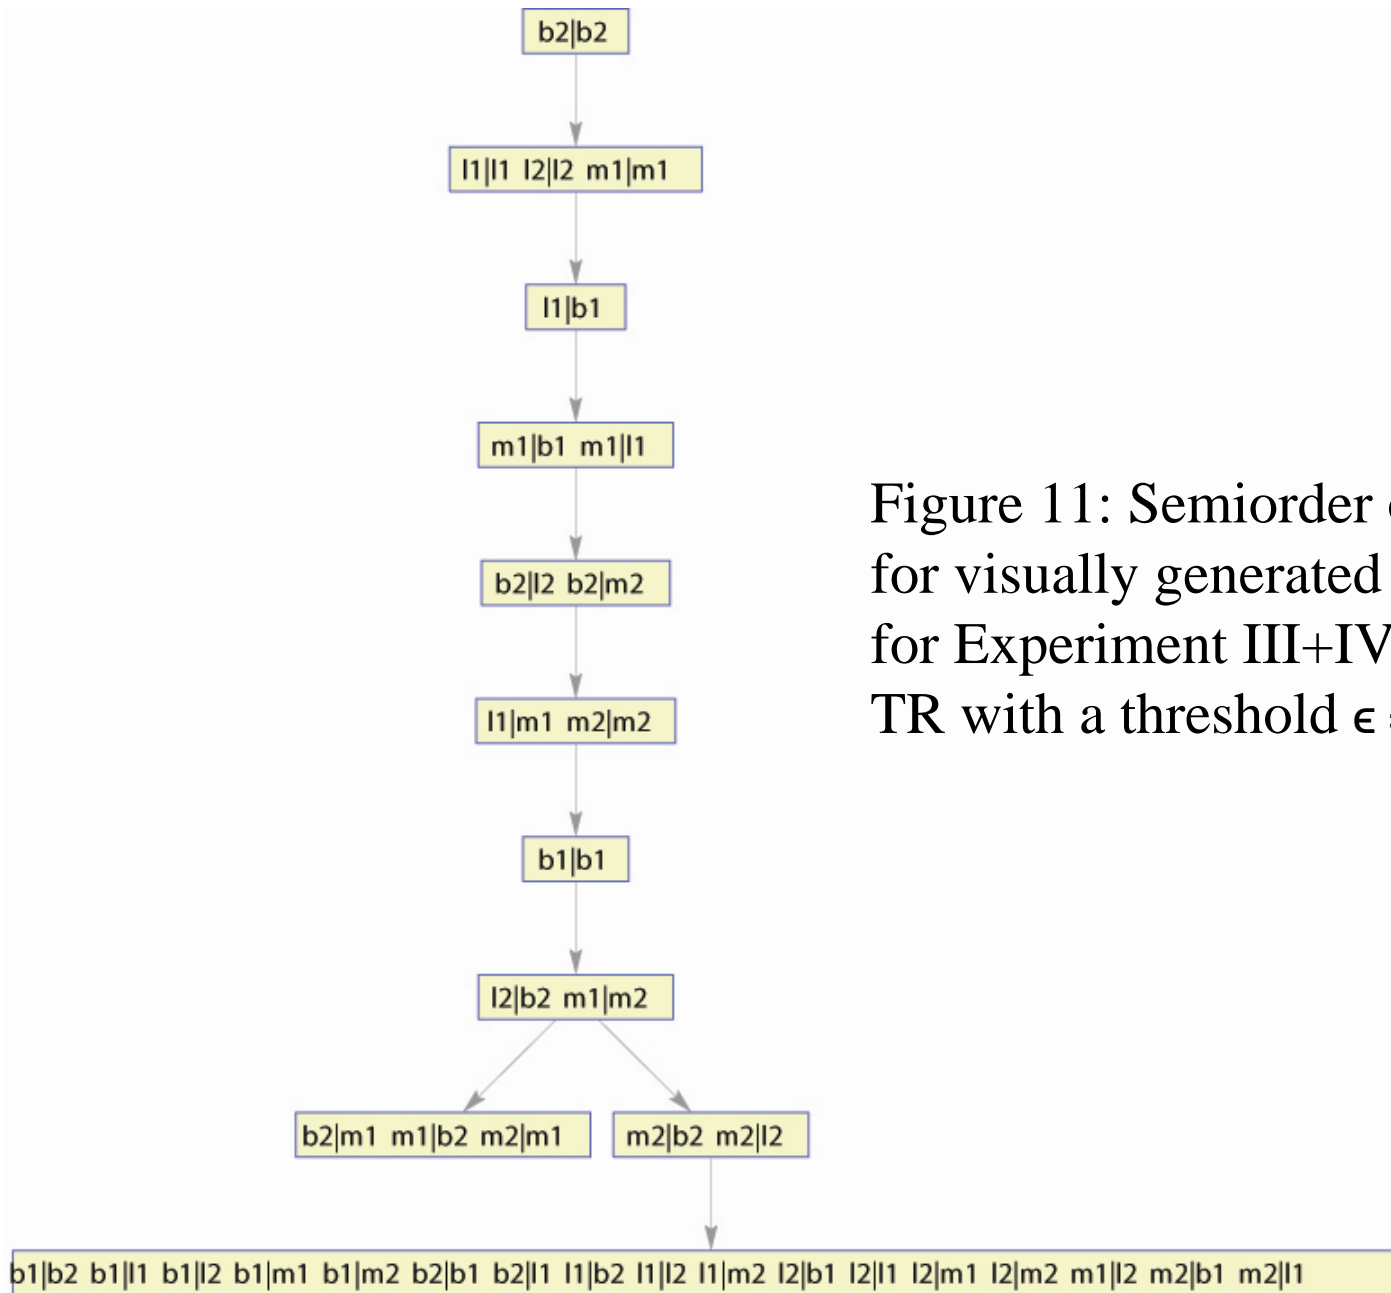 b2|b2
l1|l1 l2|l2 m1|m1
l1|b1
m1|b1 m1|l1
b2|l2 b2|m2
l1|m1 m2|m2
b1|b1
l2|b2 m1|m2
b2|m1 m1|b2 m2|m1
m2|b2 m2|l2
b1|b2 b1|l1 b1|l2 b1|m1 b1|m2 b2|b1 b2|l1 l1|b2 l1|l2 l1|m2 l2|b1 l2|l1 l2|m1 l2|m2 m1|l2 m2|b1 m2|l1
Figure 11: Semiorder
for visually generated
for Experiment III+IV
TR with a threshold ϵ